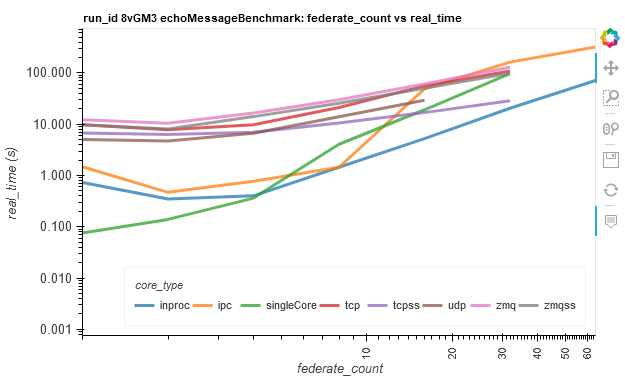 run_id 8vGM3 echoMessageBenchmark: federate_count vs real_time
real_time (s)
100.000
10.000
1.000
0.100
0.010
0.001
core_type
inproc ipc singleCore tcp tcpss udp zmq zmqss
10 20 30 40 50 60
federate_count